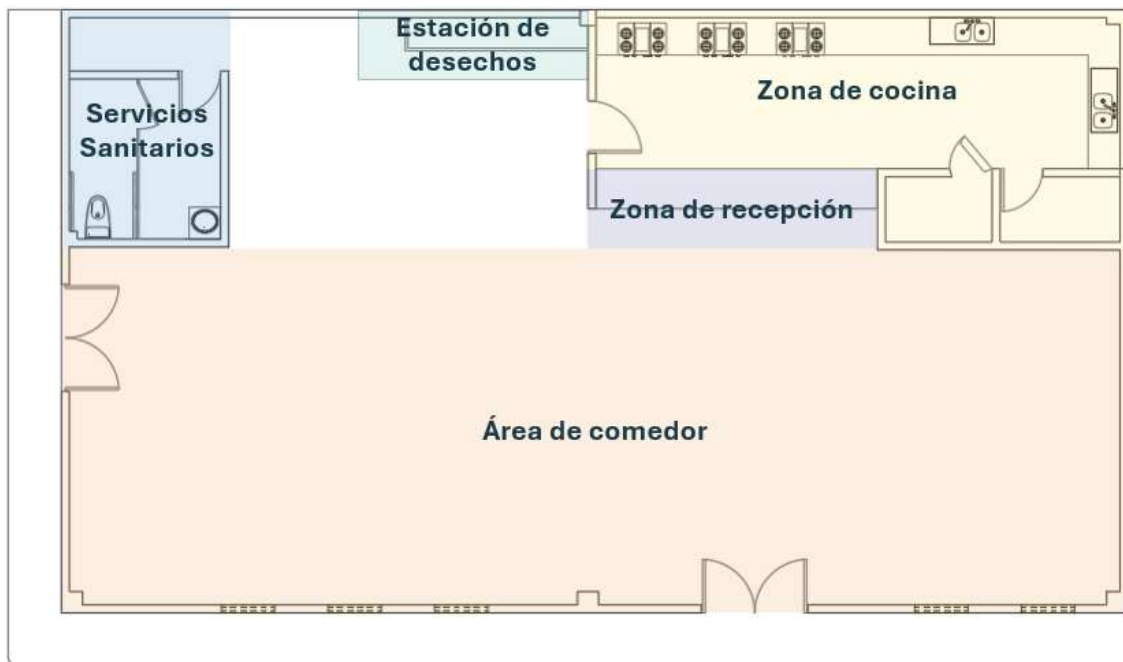 Estación de
desechos
Zona de cocina
Servicios
Sanitarios
Zona de recepción
Área de comedor